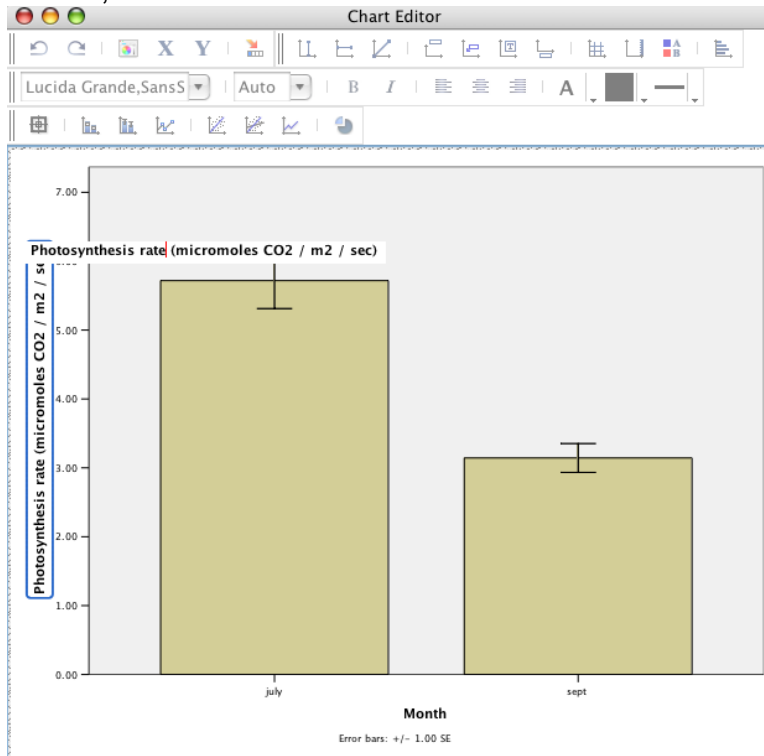 Chart Editor
X Y
Lucida Grande,SansS Auto B I A
7.00
Photosynthesis rate (micromoles CO2 / m2 / sec)
Photosynthesis rate (micromoles CO2 / m2 / se
5.00
4.00
3.00
2.00
1.00
0.00
july sept
Month
Error bars: +/- 1.00 SE